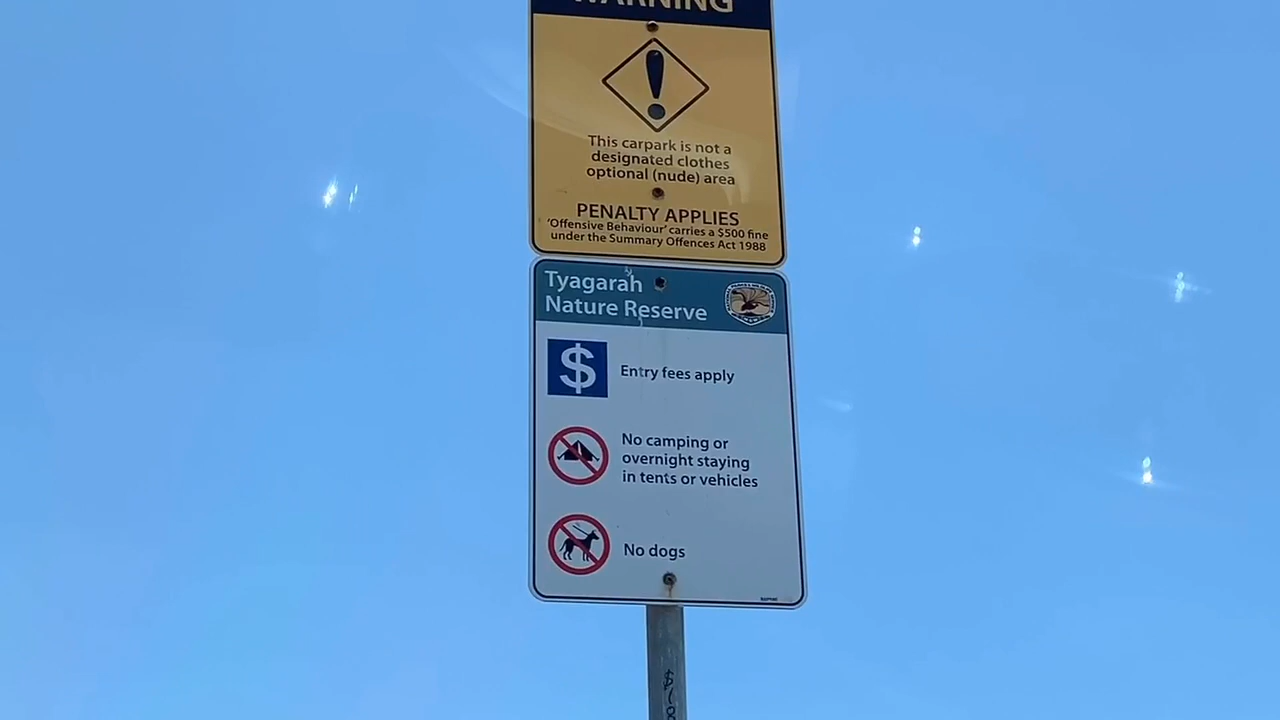 WARNING
This carpark is not a
designated clothes
optional (nude) area
PENALTY APPLIES
'Offensive Behaviour' carries a $500 fine
under the Summary Offences Act 1988
Tyagarah
Nature Reserve
$
Entry fees apply
No camping or
overnight staying
in tents or vehicles
No dogs